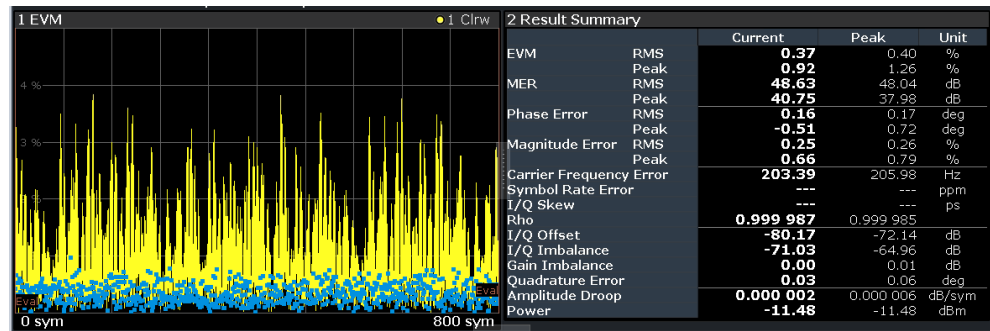 1 EVM
1 Clrw
4 %
3 %
%
Eval
Eval
0 sym
800 sym
2 Result Summary
Current Peak Unit
EVM RMS 0.37 0.40 %
Peak 0.92 1.26 %
MER RMS 48.63 48.04 dB
Peak 40.75 37.98 dB
Phase Error RMS 0.16 0.17 deg
Peak -0.51 0.72 deg
Magnitude Error RMS 0.25 0.26 %
Peak 0.66 0.79 %
Carrier Frequency Error 203.39 205.98 Hz
Symbol Rate Error --- --- ppm
I/Q Skew --- --- ps
Rho 0.999 987 0.999 985
I/Q Offset -80.17 -72.14 dB
I/Q Imbalance -71.03 -64.96 dB
Gain Imbalance 0.00 0.01 dB
Quadrature Error 0.03 0.06 deg
Amplitude Droop 0.000 002 0.000 006 dB/sym
Power -11.48 -11.48 dBm